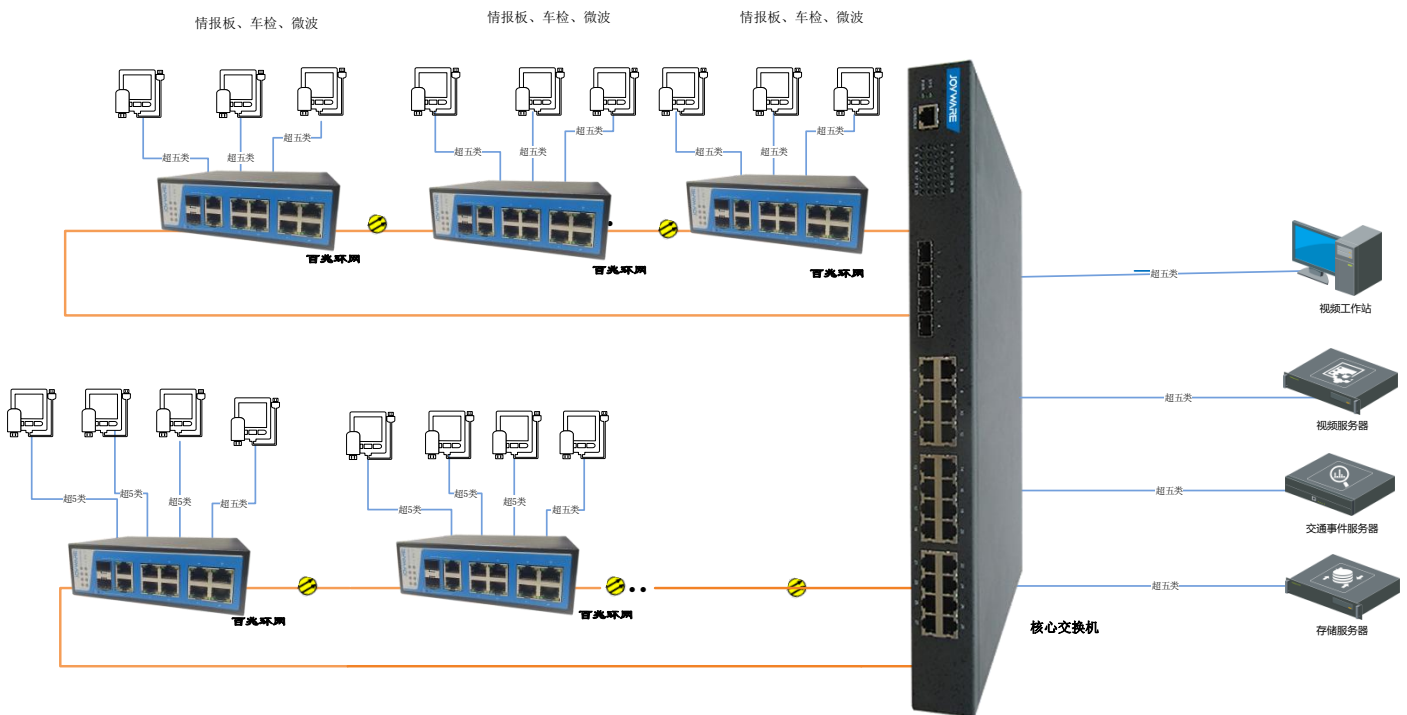 情报板、车检、微波
情报板、车检、微波
情报板、车检、微波
JOYWARE
超五类
超五类
超五类
超五类
超五类
超五类
超五类
超五类
超五类
百兆环网
百兆环网
百兆环网
超五类
视频工作站
超五类
视频服务器
超5类
超5类
超5类
超五类
超5类
超5类
超5类
超五类
超五类
交通事件服务器
百兆环网
百兆环网
超五类
存储服务器
核心交换机